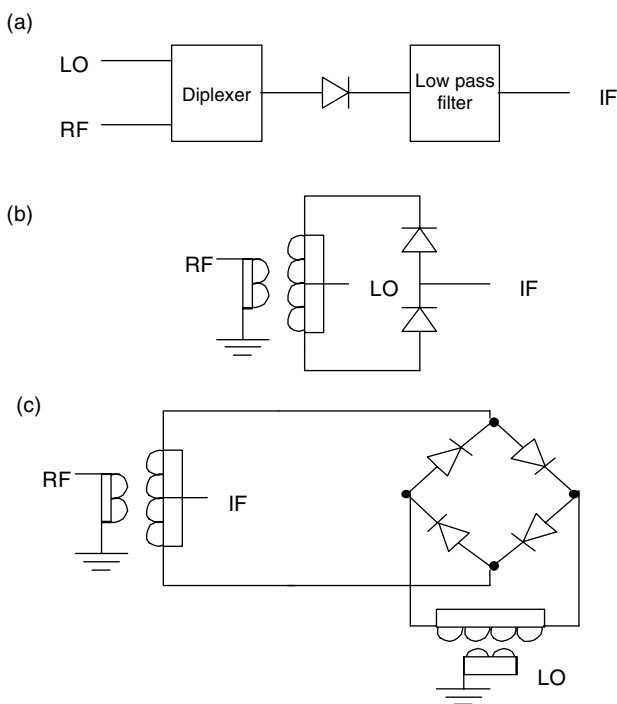 (a)
LO
RF
Diplexer
Low pass
filter
IF
(b)
RF
LO
IF
(c)
RF
IF
LO